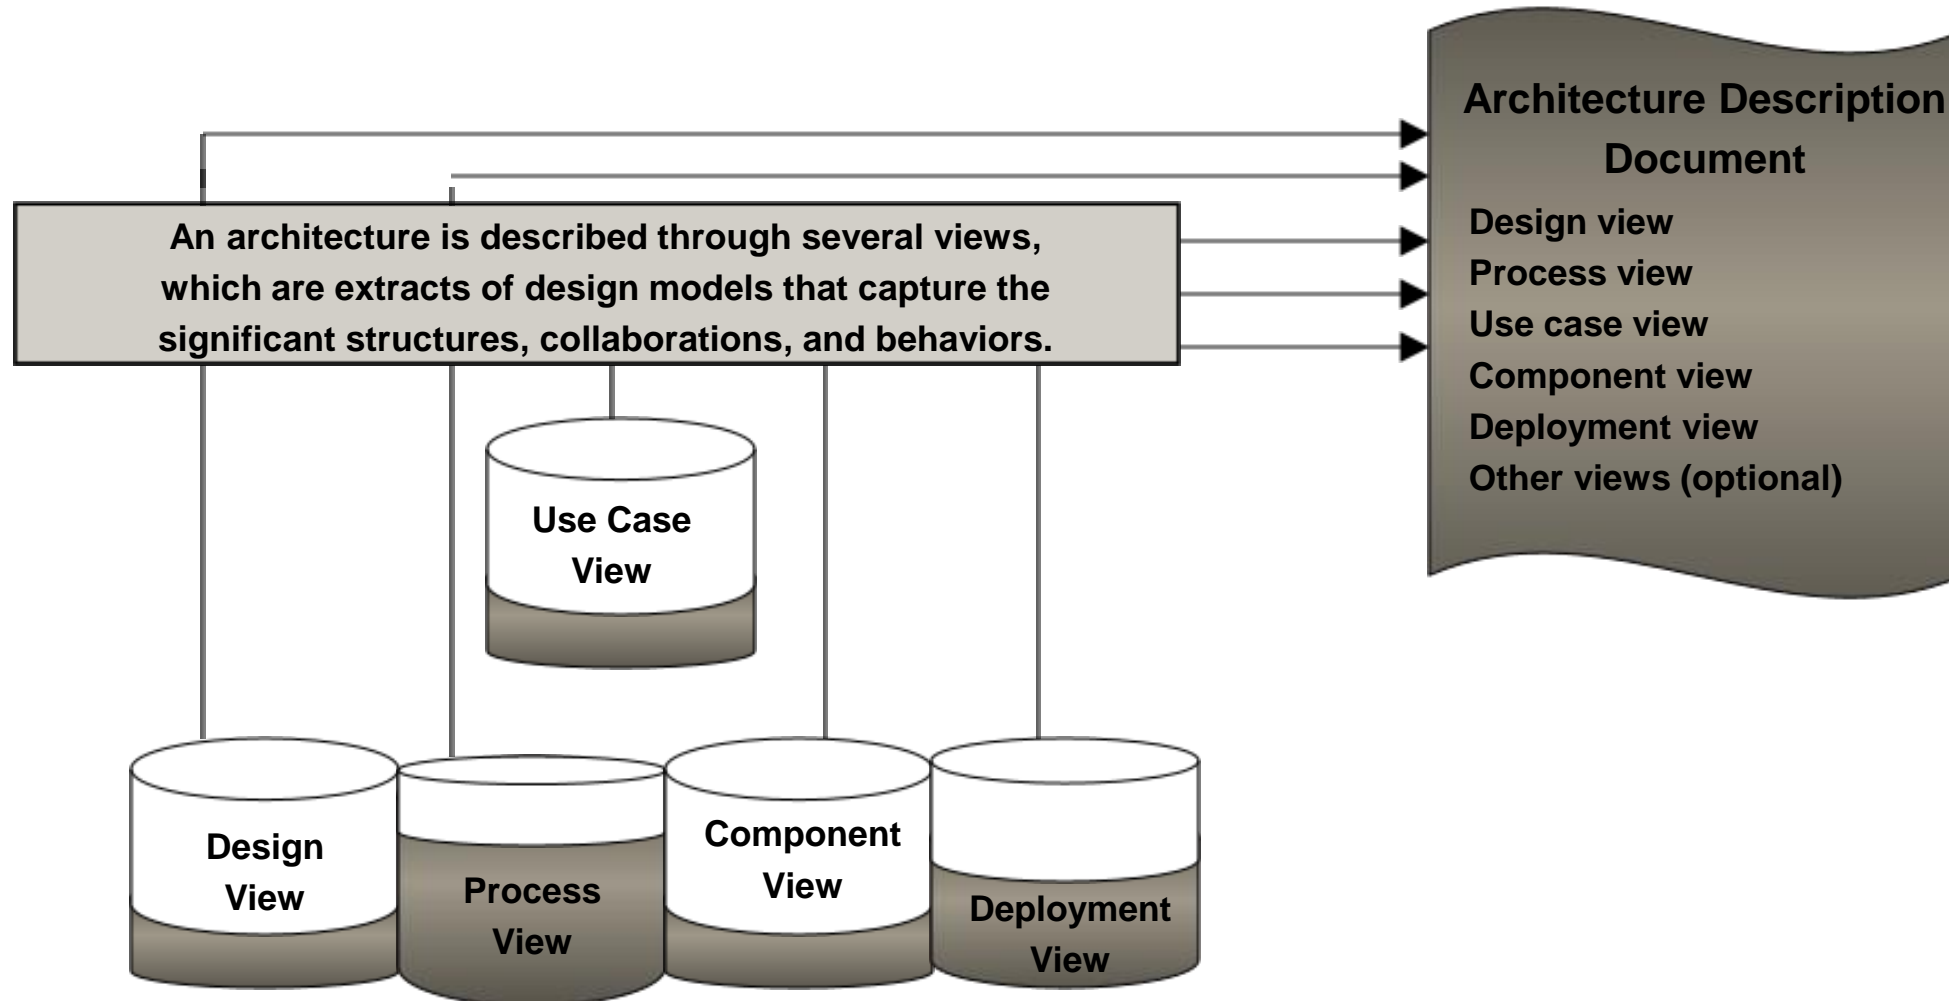 Architecture Description
Document
Design view
Process view
Use case view
Component view
Deployment view
Other views (optional)
An architecture is described through several views,
which are extracts of design models that capture the
significant structures, collaborations, and behaviors.
Use Case
View
Design
View
Process
View
Component
View
Deployment
View